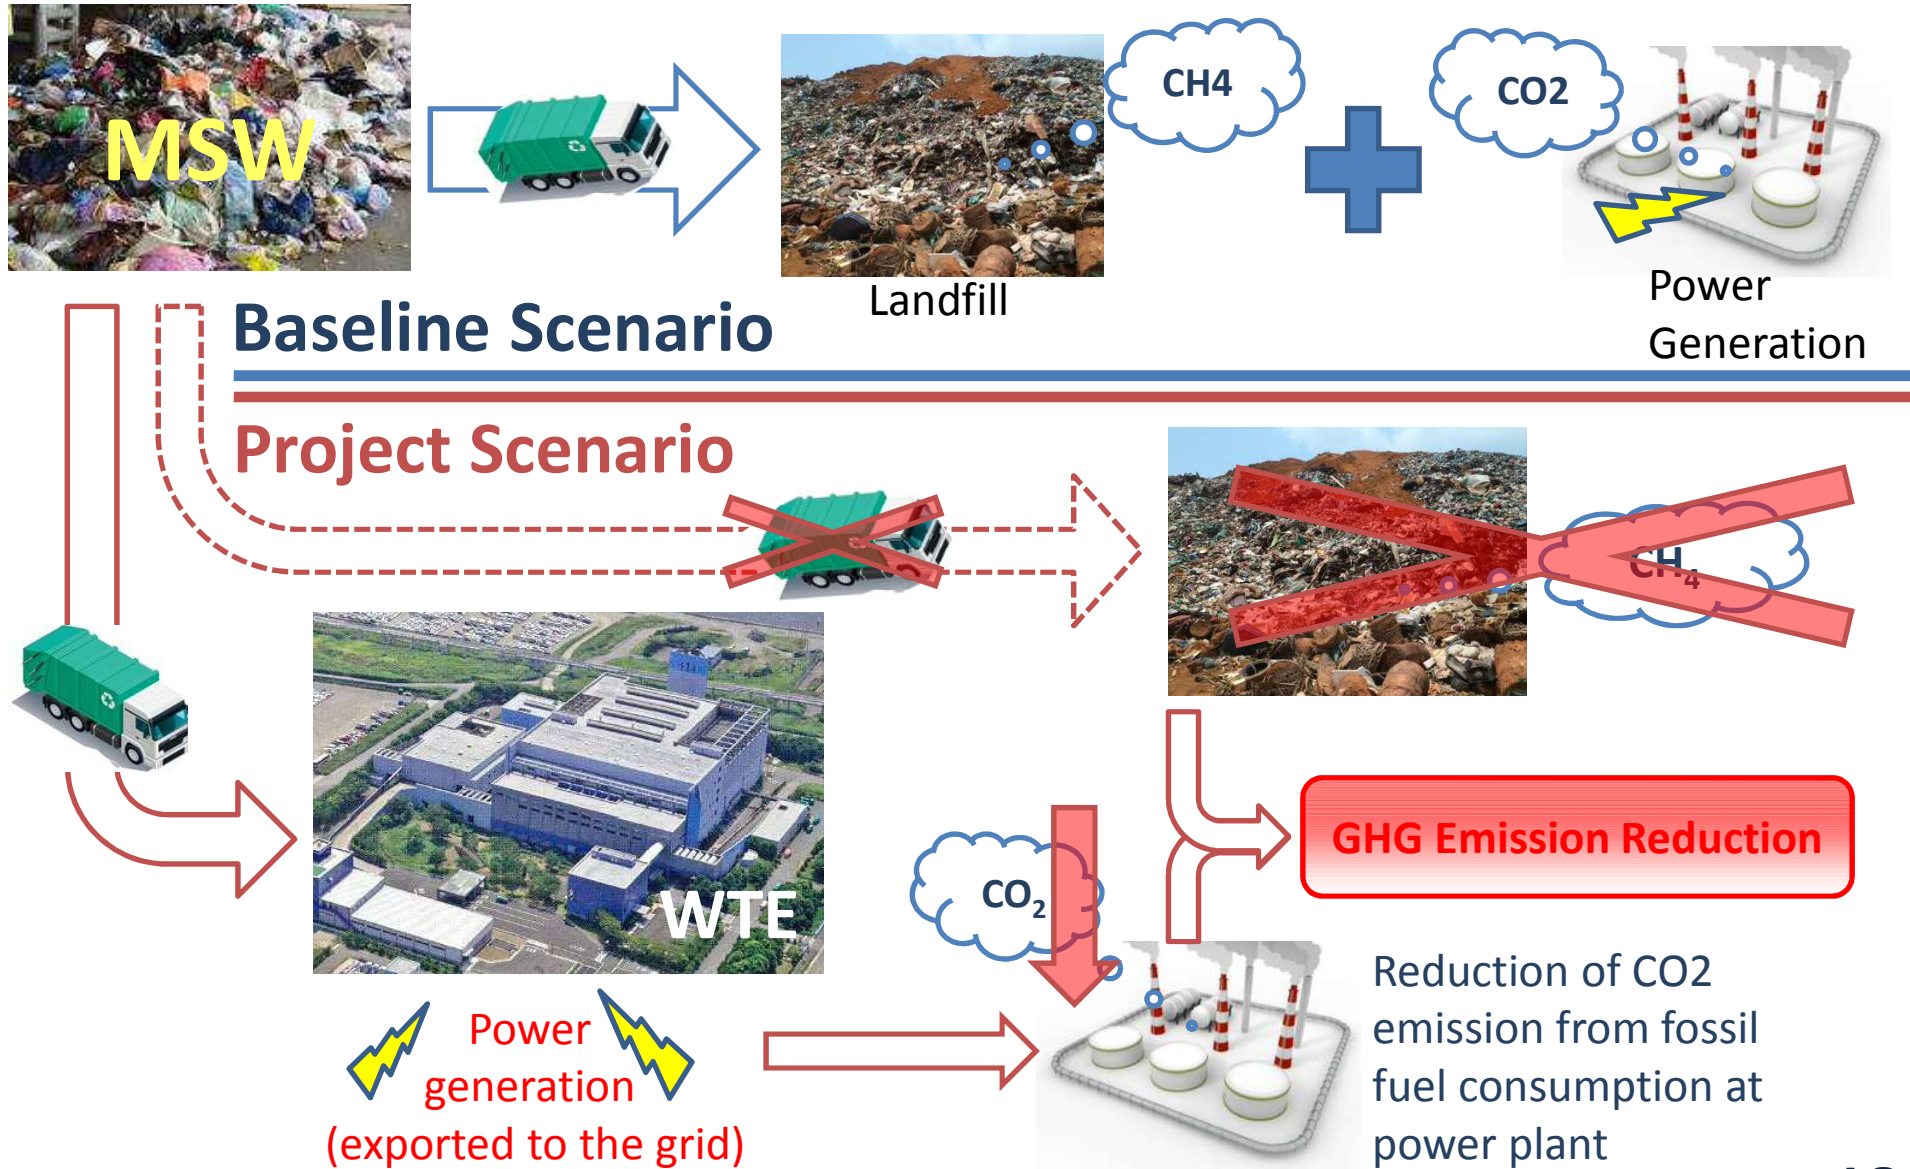 MSW
CH4
CO2
Landfill
Power
Generation
Baseline Scenario
Project Scenario
CH₄
WTE
CO₂
GHG Emission Reduction
Power
generation
(exported to the grid)
Reduction of CO2
emission from fossil
fuel consumption at
power plant